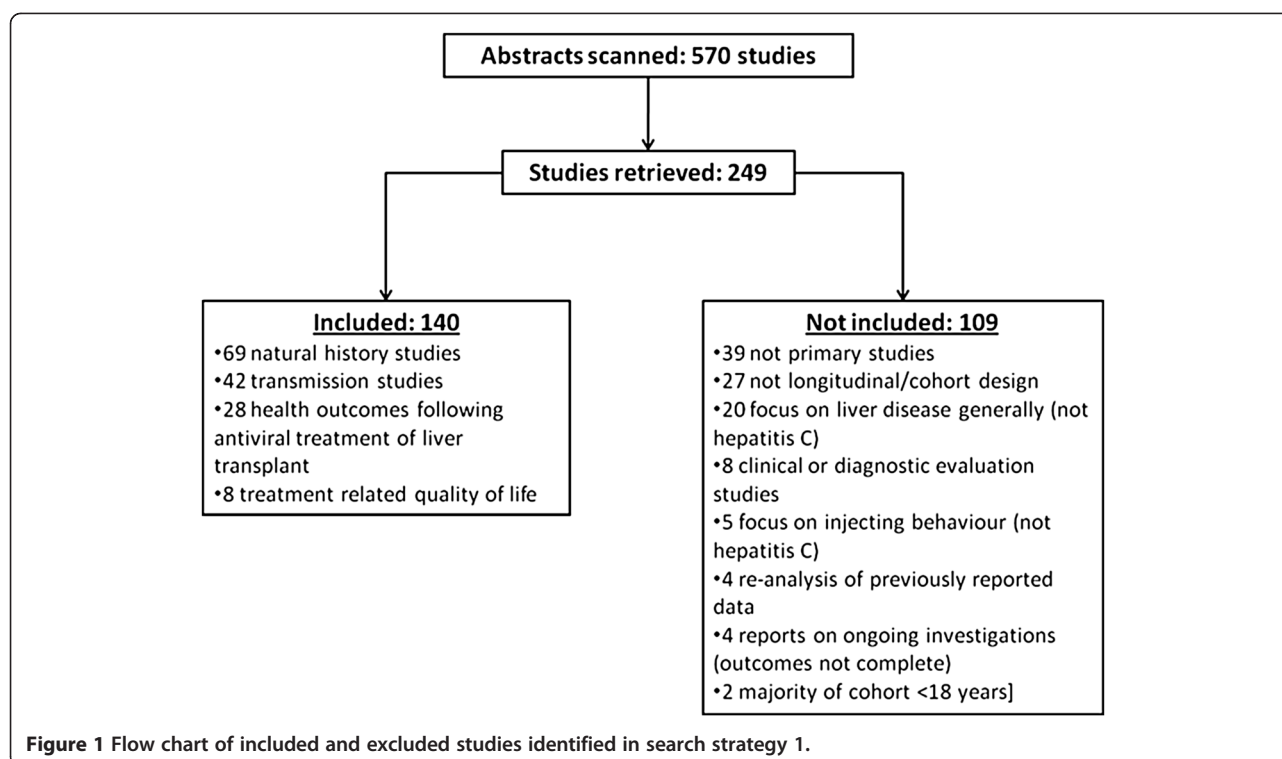 Abstracts scanned: 570 studies
Studies retrieved: 249
Included: 140
•69 natural history studies
•42 transmission studies
•28 health outcomes following
antiviral treatment of liver
transplant
•8 treatment related quality of life
Not included: 109
•39 not primary studies
•27 not longitudinal/cohort design
•20 focus on liver disease generally (not
hepatitis C)
•8 clinical or diagnostic evaluation
studies
•5 focus on injecting behaviour (not
hepatitis C)
•4 re-analysis of previously reported
data
•4 reports on ongoing investigations
(outcomes not complete)
•2 majority of cohort <18 years]
Figure 1 Flow chart of included and excluded studies identified in search strategy 1.